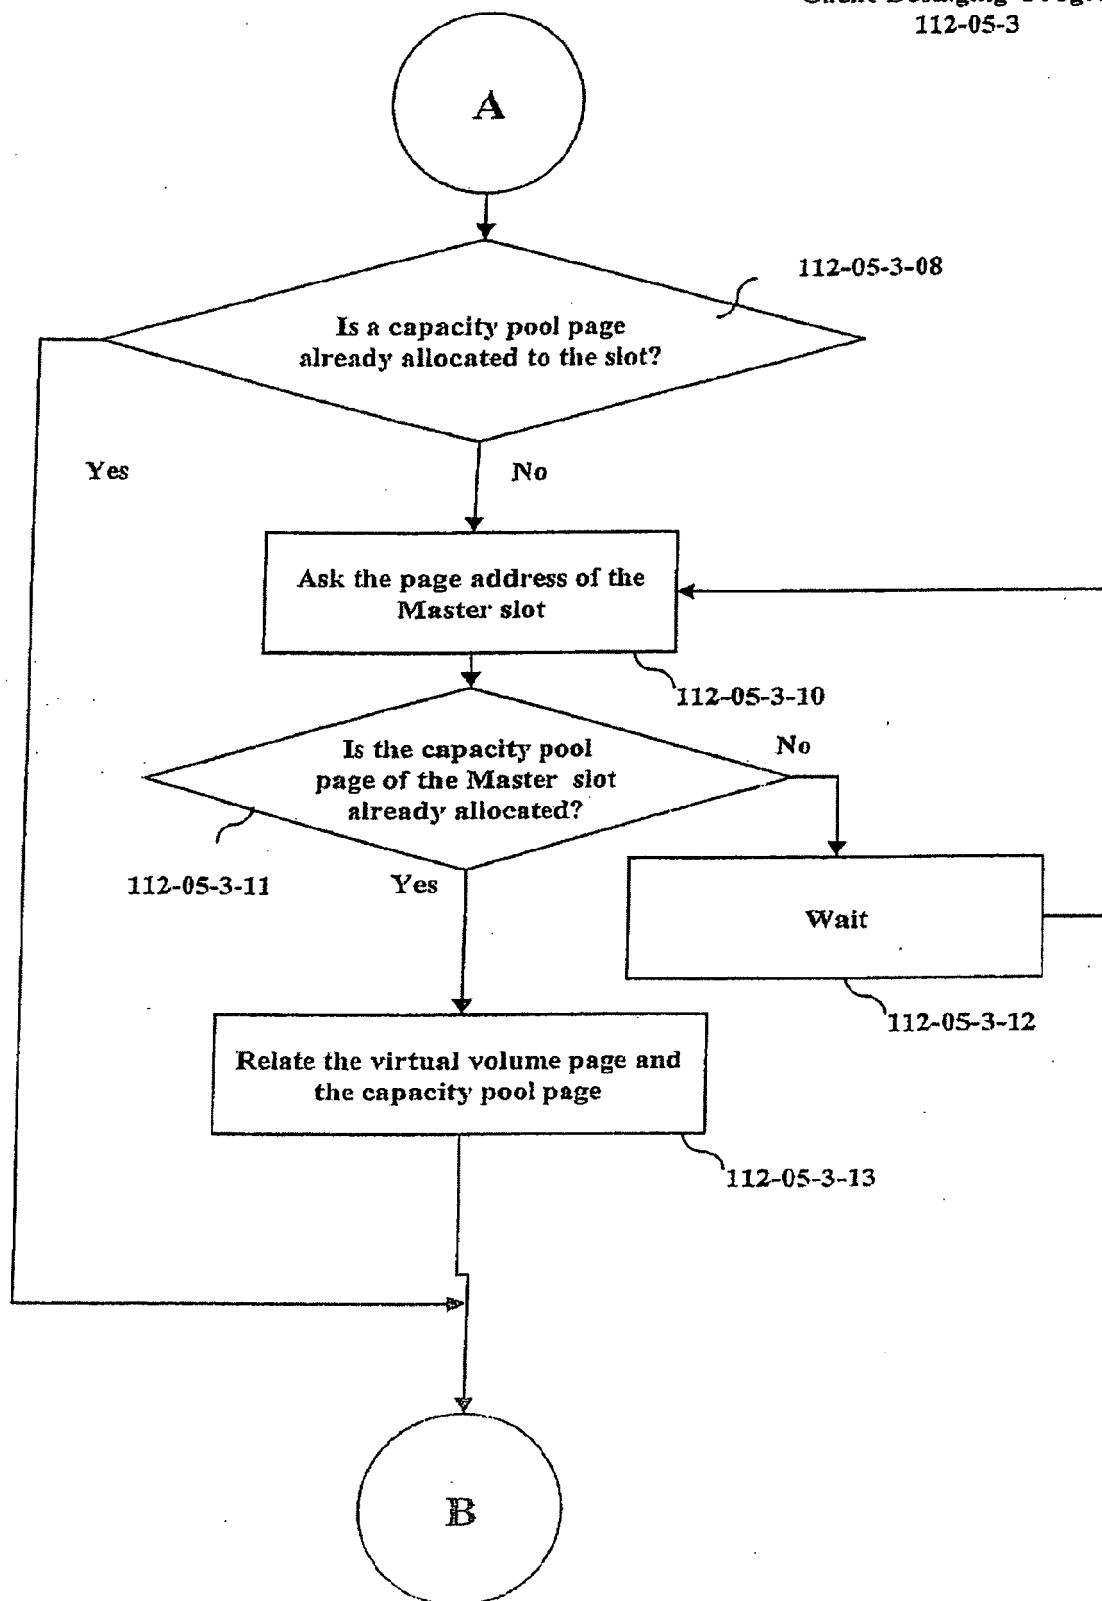 112-05-3
A
112-05-3-08
Is a capacity pool page
already allocated to the slot?
Yes
No
Ask the page address of the
Master slot
112-05-3-10
Is the capacity pool
page of the Master slot
already allocated?
No
112-05-3-11
Yes
Wait
112-05-3-12
Relate the virtual volume page and
the capacity pool page
112-05-3-13
B